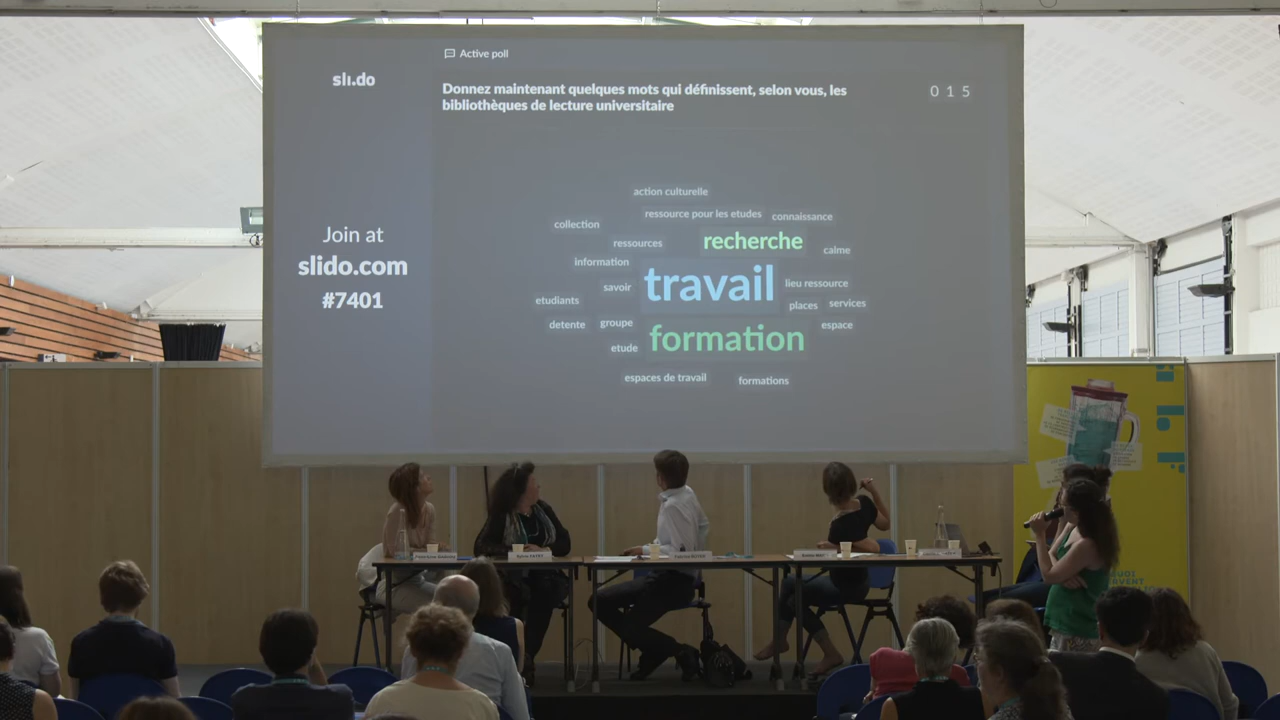 Active poll
sli.do
Donnez maintenant quelques mots qui définissent, selon vous, les
bibliothèques de lecture universitaire
0 1 5
action culturelle
ressource pour les etudes
connaissance
collection
ressources
recherche
calme
information
savoir
travail
lieu ressource
etudiants
places
services
detente
groupe
formation
espace
etude
espaces de travail
formations
Join at
slido.com
#7401